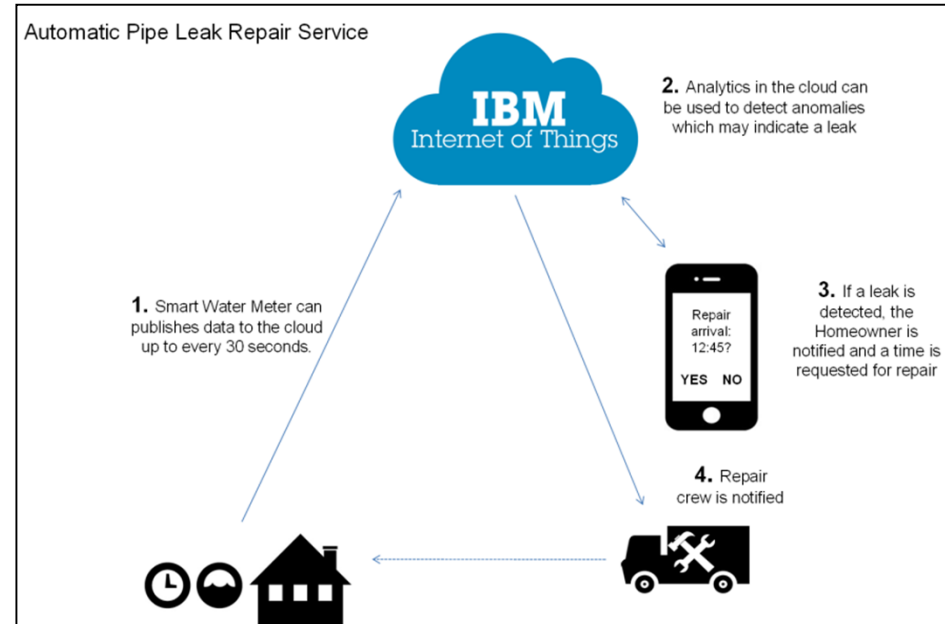 Automatic Pipe Leak Repair Service
IBM
Internet of Things
2. Analytics in the cloud can
be used to detect anomalies
which may indicate a leak
1. Smart Water Meter can
publishes data to the cloud
up to every 30 seconds.
Repair
arrival:
12:45?
YES NO
3. If a leak is
detected, the
Homeowner is
notified and a time is
requested for repair
4. Repair
crew is notified